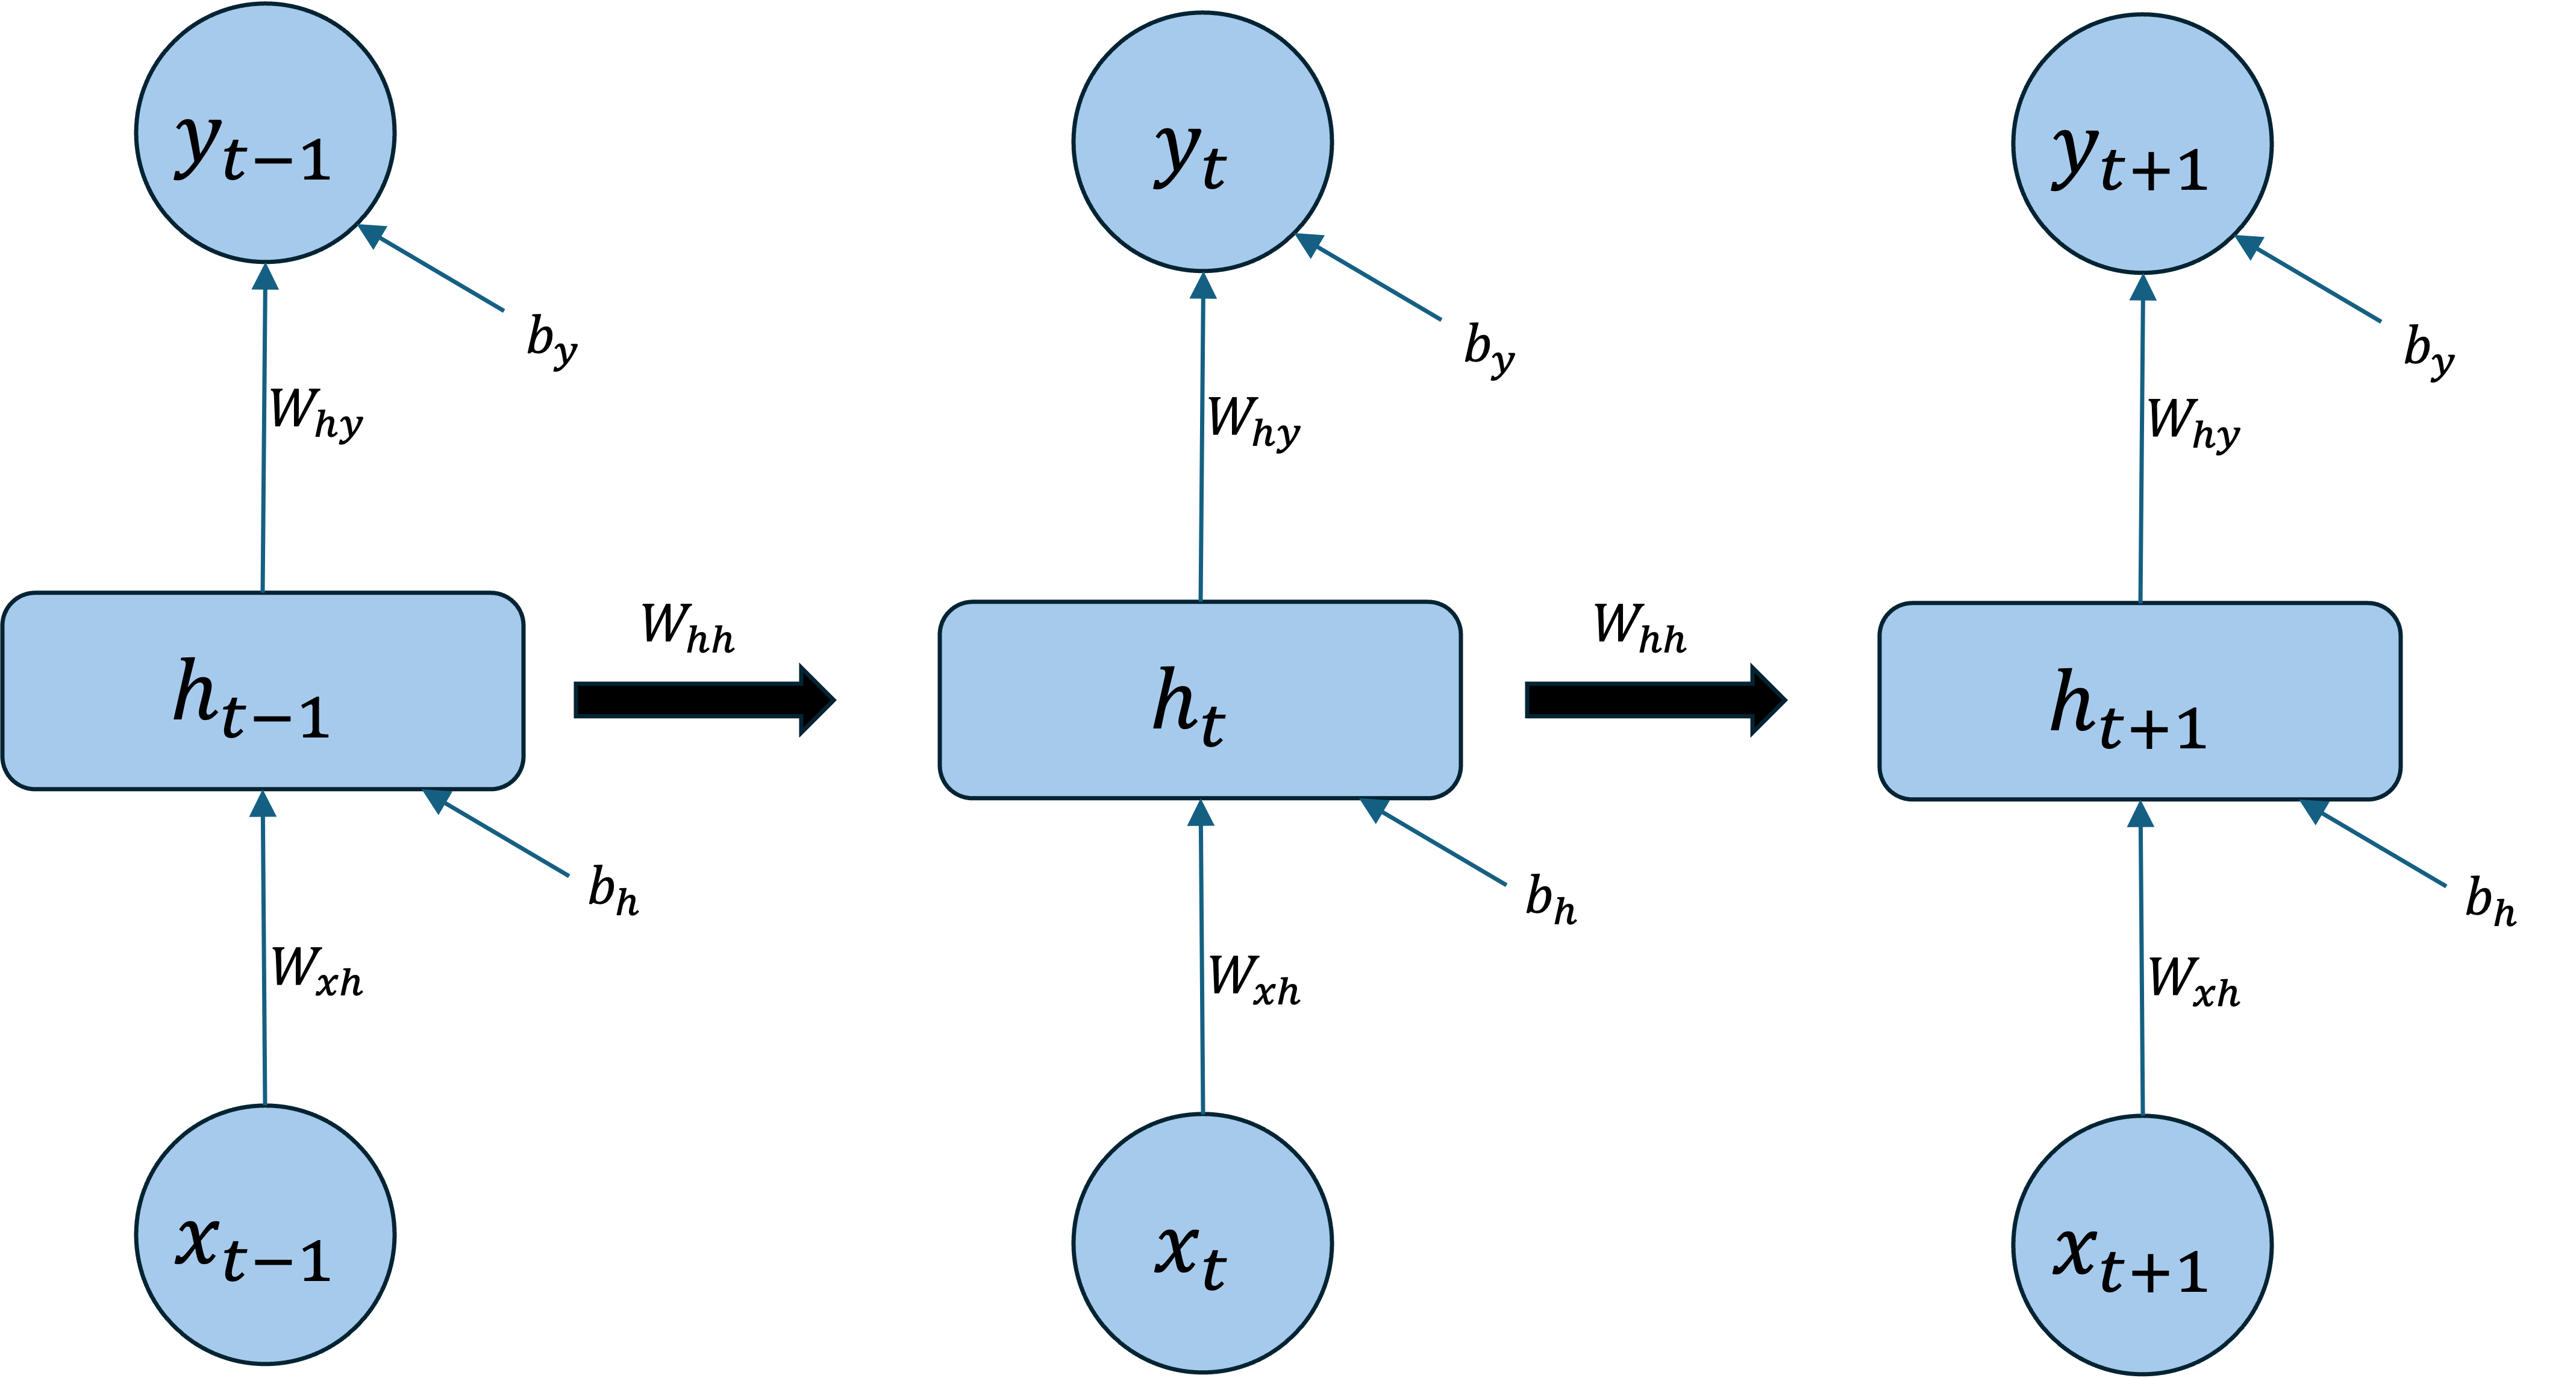 y_{t−1}
y_t
y_{t+1}
b_y
b_y
b_y
W_{hy}
W_{hy}
W_{hy}
W_{hh}
W_{hh}
h_{t−1}
h_t
h_{t+1}
b_h
b_h
b_h
W_{xh}
W_{xh}
W_{xh}
x_{t−1}
x_t
x_{t+1}